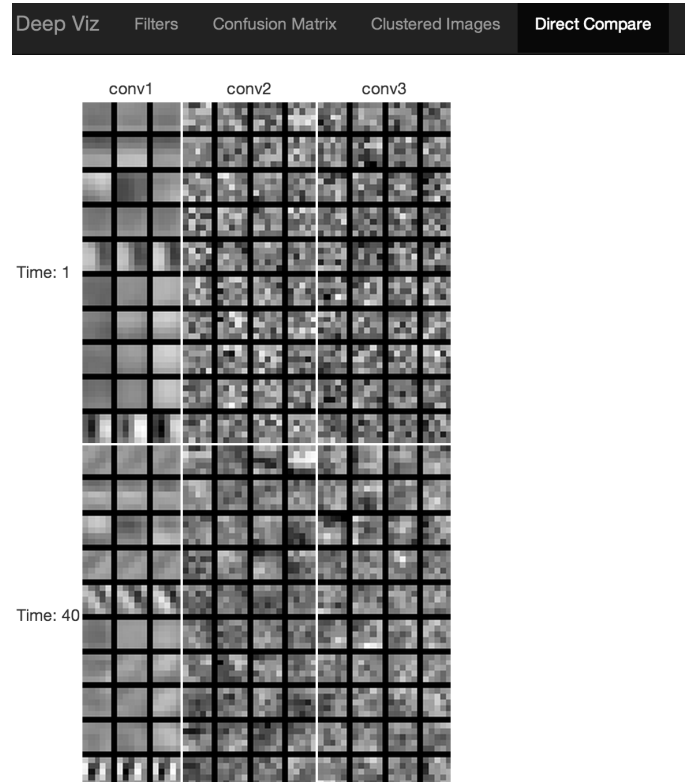 Deep Viz Filters Confusion Matrix Clustered Images Direct Compare
conv1 conv2 conv3
Time: 1
Time: 40